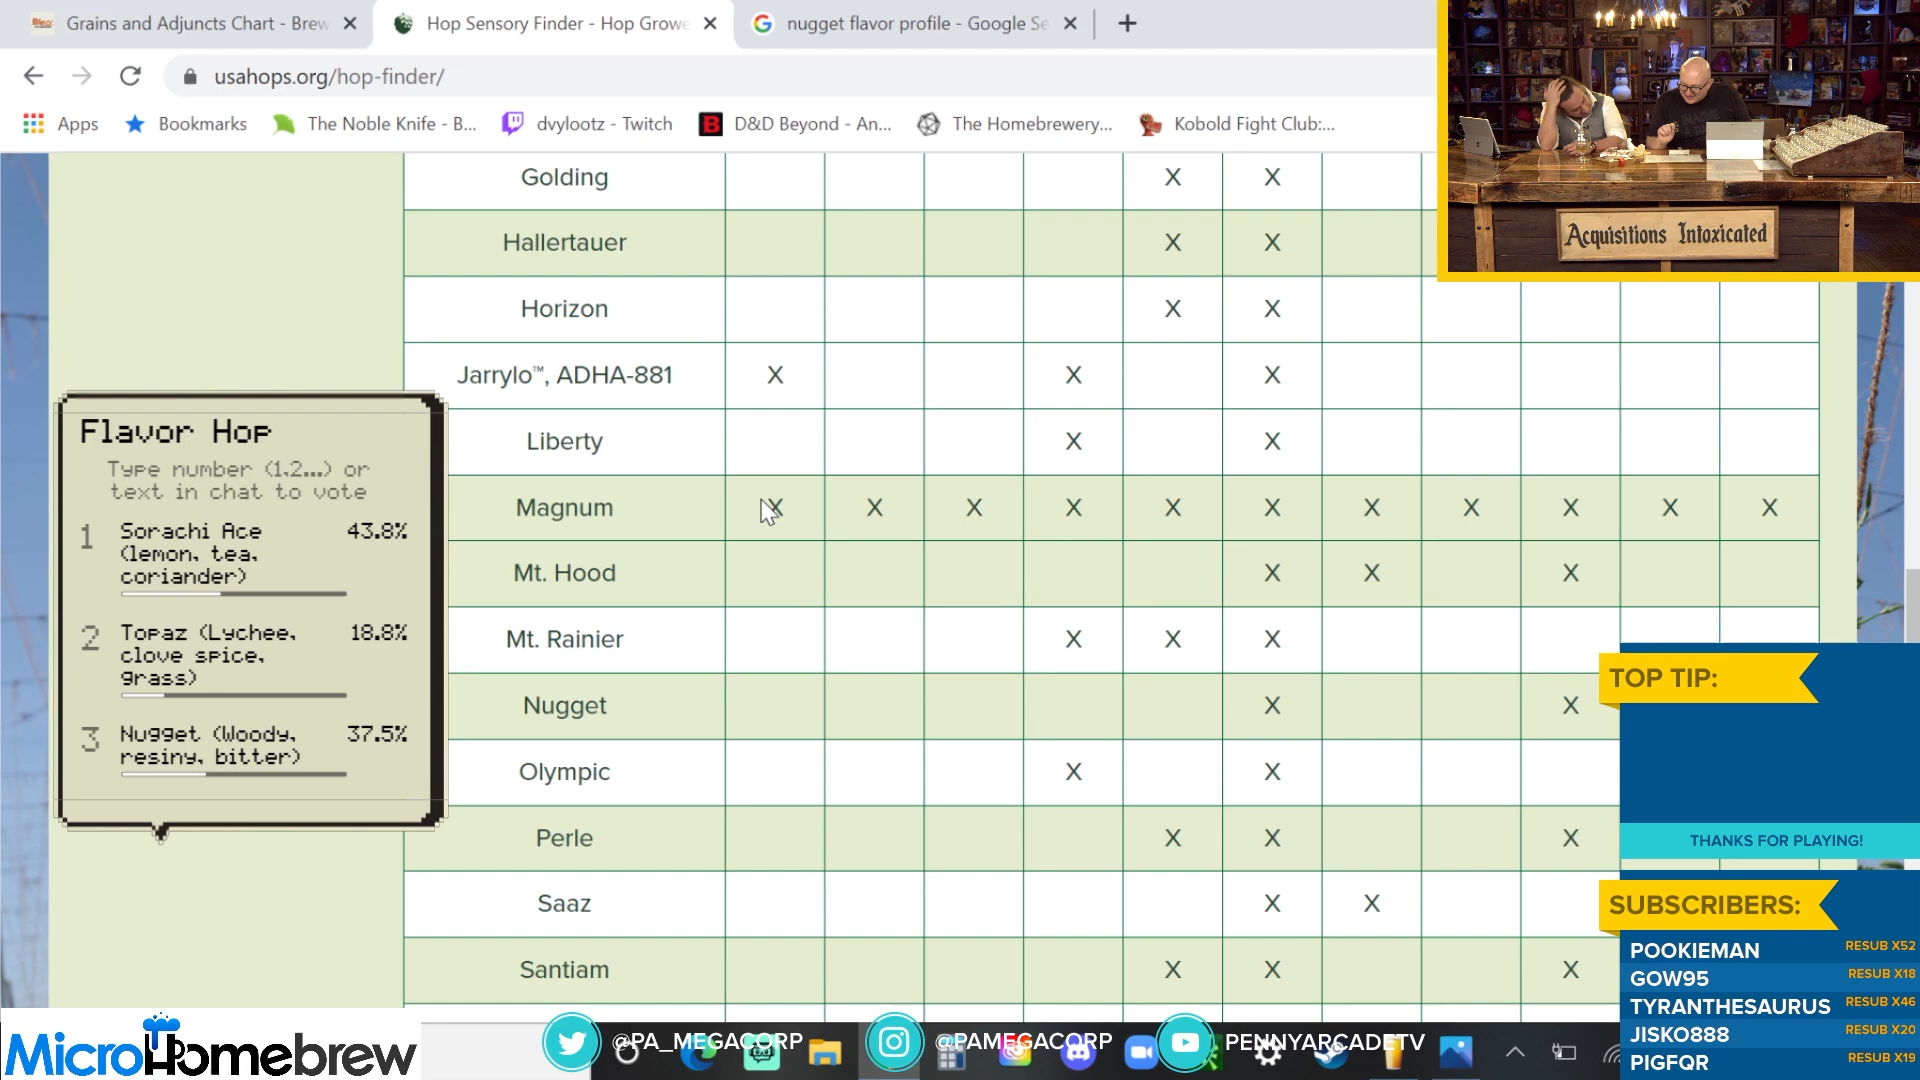 Grains and Adjuncts Chart - Brew
Hop Sensory Finder - Hop Growe
nugget flavor profile - Google Se
usahops.org/hop-finder/
Apps
Bookmarks
The Noble Knife - B...
dvylootz - Twitch
D&D Beyond - An...
The Homebrewery...
Kobold Fight Club:...
Acquisitions Intoxicated
Golding X X
Hallertauer X X
Horizon X X
Jarrylo™, ADHA-881 X X X
Liberty X X
Magnum X X X X X X X X X X X
Mt. Hood X X X
Mt. Rainier X X X
Nugget X X
Olympic X X
Perle X X X
Saaz X X
Santiam X X X
Flavor Hop
Type number (1,2...) or
text in chat to vote
1 Sorachi Ace 43.8%
(lemon, tea,
coriander)
2 Topaz (Lychee, 18.8%
clove spice,
grass)
3 Nugget (Woody, 37.5%
resiny, bitter)
TOP TIP:
THANKS FOR PLAYING!
SUBSCRIBERS:
POOKIEMAN RESUB X52
GOW95 RESUB X18
TYRANTHESAURUS RESUB X46
JISKO888 RESUB X20
PIGFQR RESUB X19
MicroHomebrew
@PA_MEGACORP
@PAMEGACORP
PENNYARCADETV